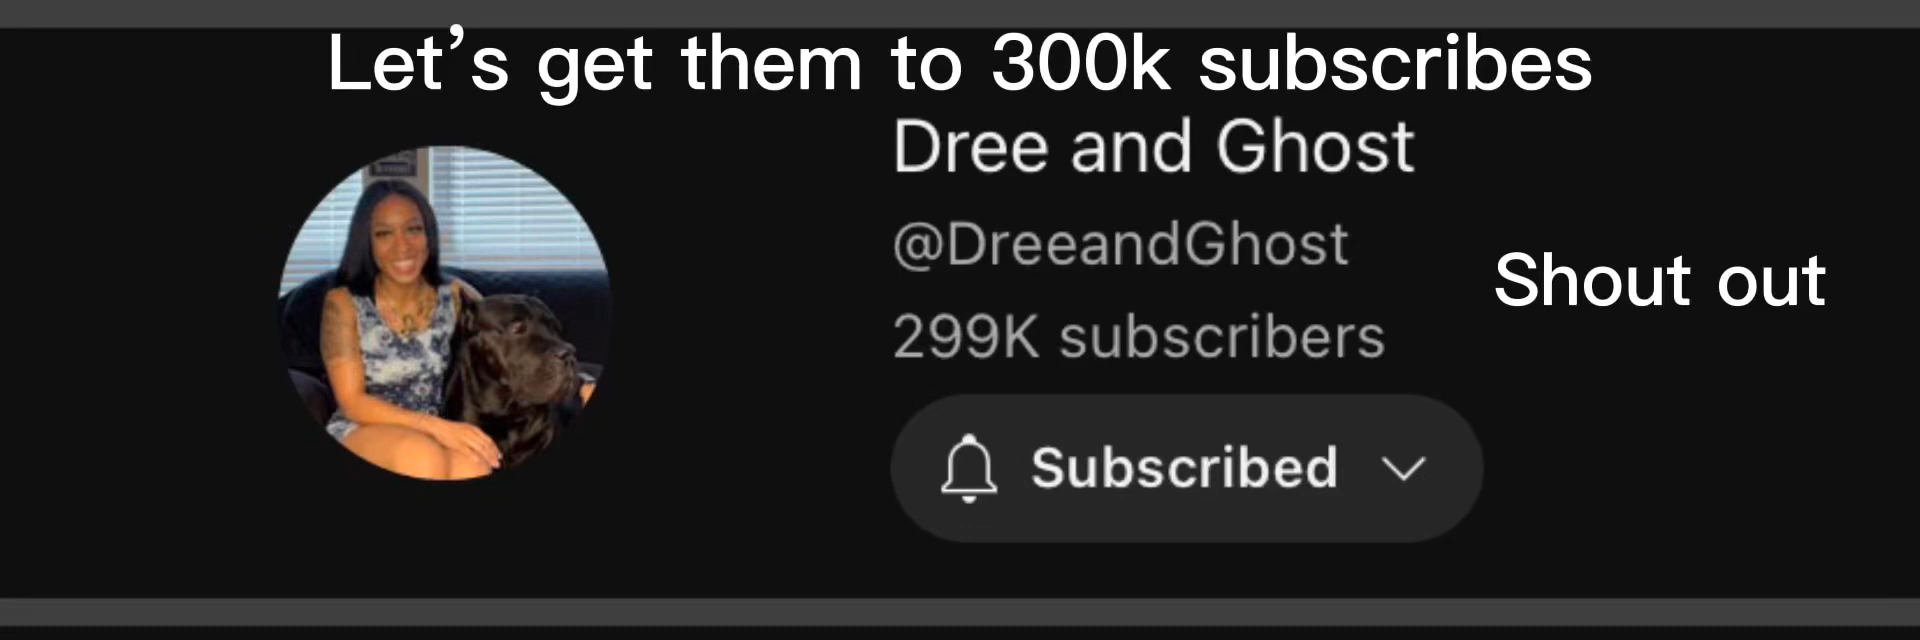 Let’s get them to 300k subscribes
Dree and Ghost
@DreeandGhost
299K subscribers
Shout out
Subscribed